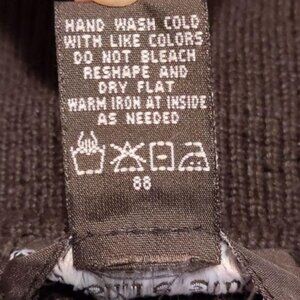 HAND WASH COLD
WITH LIKE COLORS
DO NOT BLEACH
RESHAPE AND
DRY FLAT
WARM IRON AT INSIDE
AS NEEDED
88